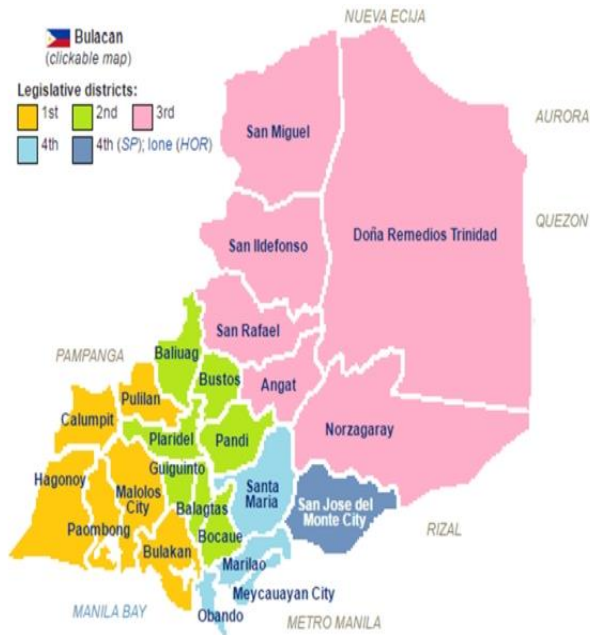 NUEVA ECIJA
Bulacan
(clickable map)
Legislative districts:
1st
2nd
3rd
4th
4th (SP); lone (HOR)
AURORA
San Miguel
QUEZON
Doña Remedios Trinidad
San Ildefonso
San Rafael
PAMPANGA
Baliuag
Bustos
Angat
Pulilan
Calumpit
Norzagaray
Plaridel
Pandi
Guiguinto
Hagonoy
Malolos
City
Santa
Maria
San Jose del
Monte City
Balagtas
Paombong
RIZAL
Bocaue
Bulakan
Marilao
Meycauayan City
MANILA BAY
Obando
METRO MANILA